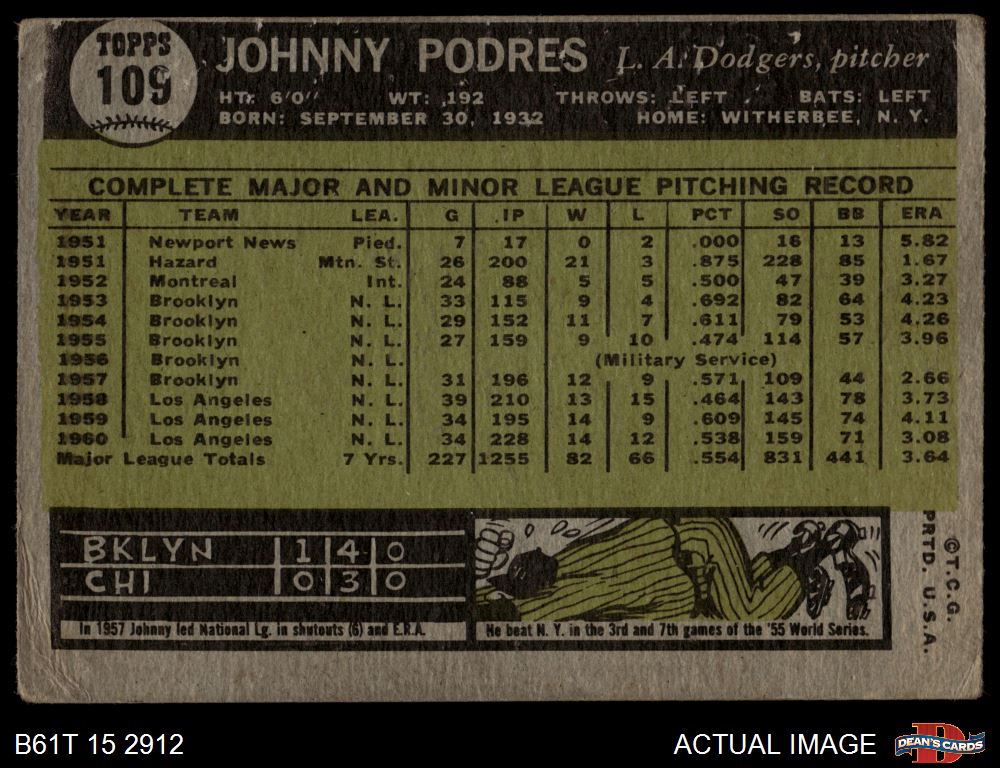 TOPPS
109
JOHNNY PODRES L. A. Dodgers, pitcher
HT: 6'0" WT: 192 THROWS: LEFT BATS: LEFT
BORN: SEPTEMBER 30, 1932 HOME: WITHERBEE, N. Y.
COMPLETE MAJOR AND MINOR LEAGUE PITCHING RECORD
YEAR TEAM LEA. G IP W L PCT SO BB ERA
1951 Newport News Pied. 7 17 0 2 .000 16 13 5.82
1951 Hazard Mtn. St. 26 200 21 3 .875 228 85 1.67
1952 Montreal Int. 24 88 5 5 .500 47 39 3.27
1953 Brooklyn N. L. 33 115 9 4 .692 82 64 4.23
1954 Brooklyn N. L. 29 152 11 7 .611 79 53 4.26
1955 Brooklyn N. L. 27 159 9 10 .474 114 57 3.96
1956 Brooklyn N. L. (Military Service)
1957 Brooklyn N. L. 31 196 12 9 .571 109 44 2.66
1958 Los Angeles N. L. 39 210 13 15 .464 143 78 3.73
1959 Los Angeles N. L. 34 195 14 9 .609 145 74 4.11
1960 Los Angeles N. L. 34 228 14 12 .538 159 71 3.08
Major League Totals 7 Yrs. 227 1255 82 66 .554 831 441 3.64
BKLYN 1 4 0
CHI 0 3 0
In 1957 Johnny led National Lg. in shutouts (6) and E.R.A.
He beat N. Y. in the 3rd and 7th games of the '55 World Series.
©T.C.G.
PRTD. U.S.A.
B61T 15 2912
ACTUAL IMAGE
D
DEAN'S CARDS